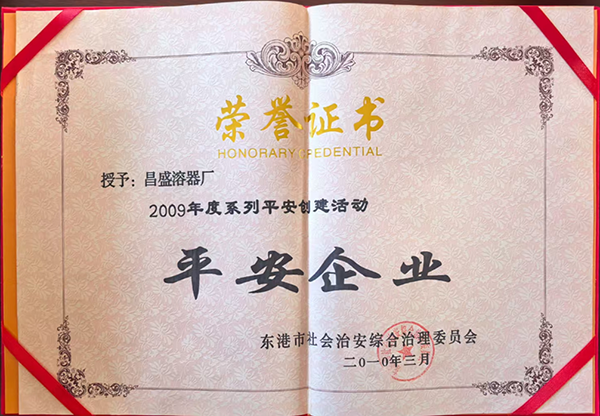 荣誉证书
HONORARY CREDENTIAL
授予：昌盛溶器厂
2009年度系列平安创建活动
平安企业
东港市社会治安综合治理委员会
二〇一〇年三月